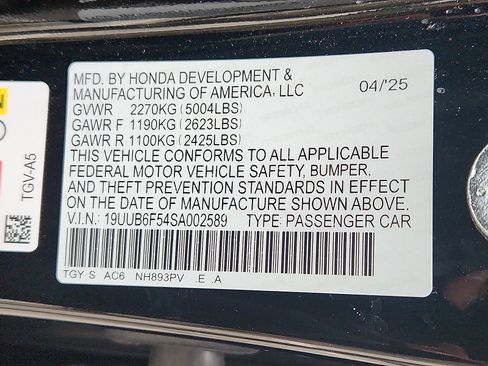 MFD. BY HONDA DEVELOPMENT &
MANUFACTURING OF AMERICA, LLC 04/'25
GVWR 2270KG (5004LBS)
GAWR F 1190KG (2623LBS)
GAWR R 1100KG (2425LBS)
THIS VEHICLE CONFORMS TO ALL APPLICABLE
FEDERAL MOTOR VEHICLE SAFETY, BUMPER,
AND THEFT PREVENTION STANDARDS IN EFFECT
ON THE DATE OF MANUFACTURE SHOWN ABOVE.
V.I.N.: 19UUB6F54SA002589 TYPE: PASSENGER CAR
TGY S AC6 NH893PV .E .A
TGV-A5